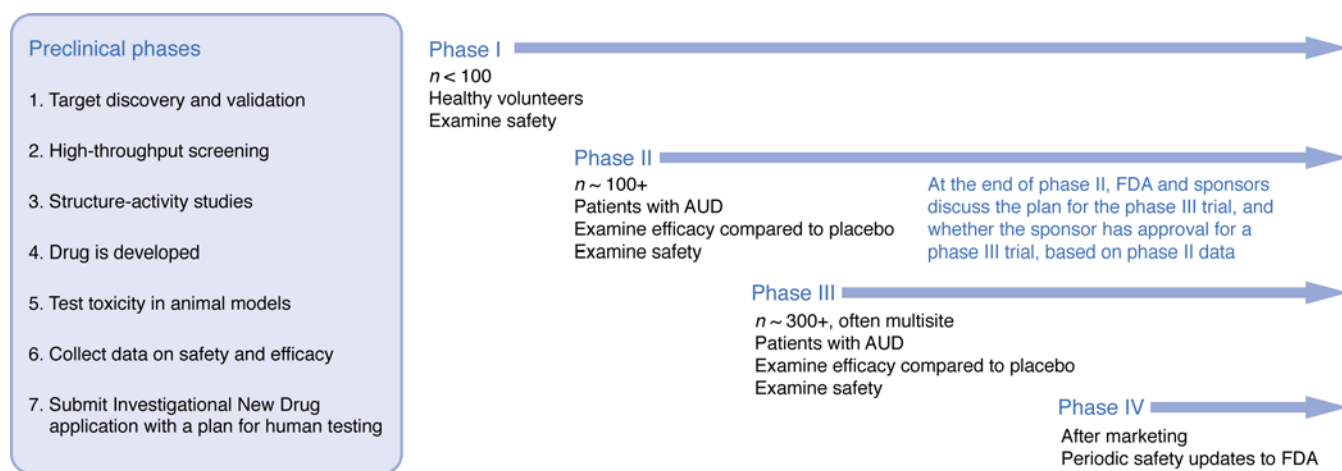 Preclinical phases
1. Target discovery and validation
2. High-throughput screening
3. Structure-activity studies
4. Drug is developed
5. Test toxicity in animal models
6. Collect data on safety and efficacy
7. Submit Investigational New Drug
application with a plan for human testing
Phase I
n < 100
Healthy volunteers
Examine safety
Phase II
n ~ 100+
Patients with AUD
Examine efficacy compared to placebo
Examine safety
At the end of phase II, FDA and sponsors
discuss the plan for the phase III trial, and
whether the sponsor has approval for a
phase III trial, based on phase II data
Phase III
n ~ 300+, often multisite
Patients with AUD
Examine efficacy compared to placebo
Examine safety
Phase IV
After marketing
Periodic safety updates to FDA